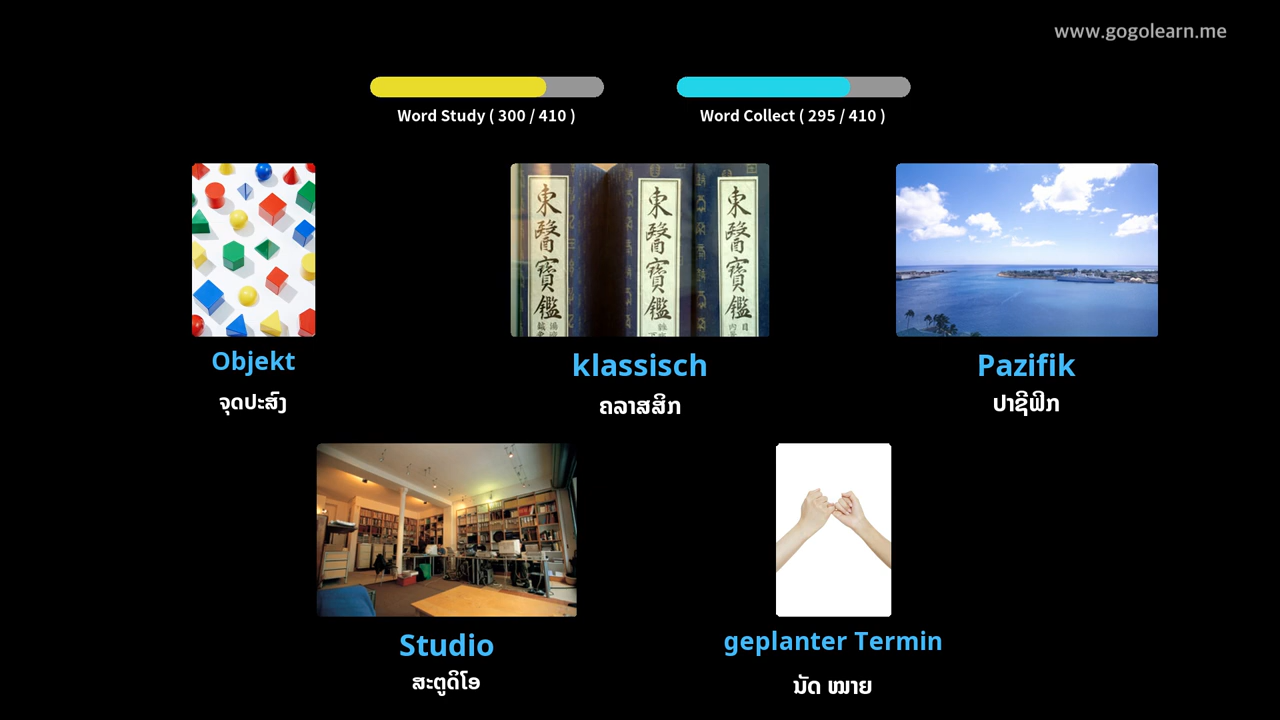 www.gogolearn.me
Word Study ( 300 / 410 )
Word Collect ( 295 / 410 )
東醫寶鑑
東醫寶鑑
東醫寶鑑
Objekt
klassisch
Pazifik
ຈຸດປະສົງ
ຄລາສສິກ
ປາຊີຟິກ
Studio
geplanter Termin
ສະຕູດິໂອ
ນັດ ໝາຍ